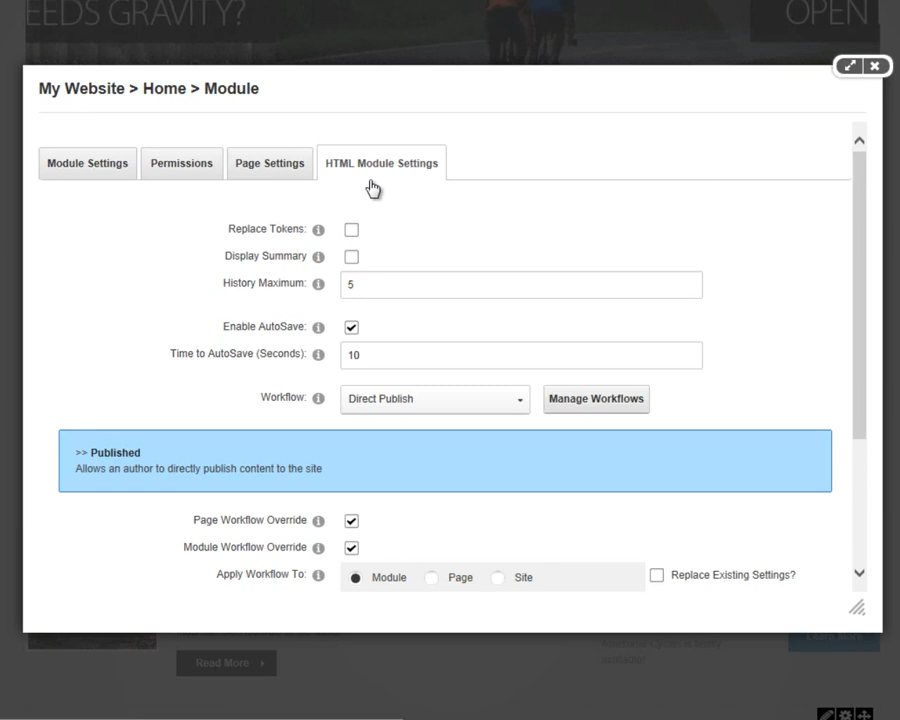 EEDS GRAVITY?
OPEN
My Website > Home > Module
Module Settings
Permissions
Page Settings
HTML Module Settings
Replace Tokens:
Display Summary
History Maximum:
5
Enable AutoSave:
Time to AutoSave (Seconds):
10
Workflow:
Direct Publish
Manage Workflows
>> Published
Allows an author to directly publish content to the site
Page Workflow Override
Module Workflow Override
Apply Workflow To:
Module
Page
Site
Replace Existing Settings?
Learn More
Read More